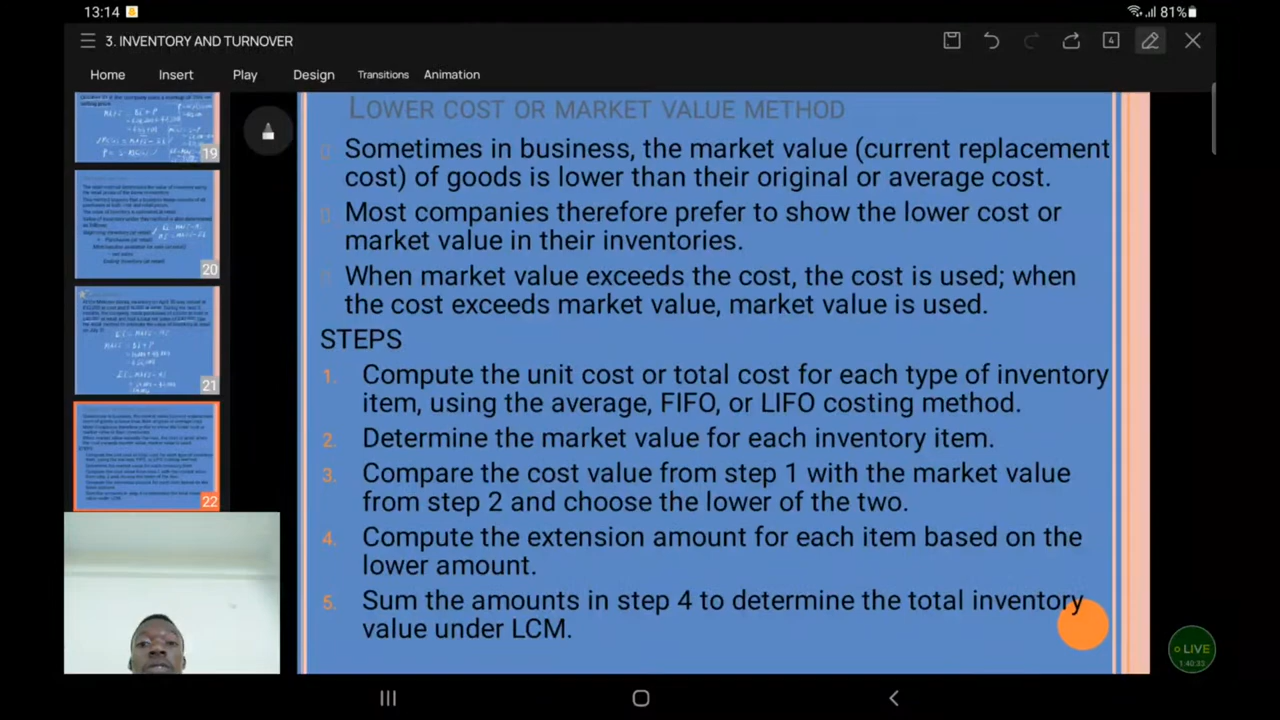 13:14
81%
3. INVENTORY AND TURNOVER
4
Home Insert Play Design Transitions Animation
19
20
21
22
LOWER COST OR MARKET VALUE METHOD
Sometimes in business, the market value (current replacement
cost) of goods is lower than their original or average cost.
Most companies therefore prefer to show the lower cost or
market value in their inventories.
When market value exceeds the cost, the cost is used; when
the cost exceeds market value, market value is used.
STEPS
1. Compute the unit cost or total cost for each type of inventory
item, using the average, FIFO, or LIFO costing method.
2. Determine the market value for each inventory item.
3. Compare the cost value from step 1 with the market value
from step 2 and choose the lower of the two.
4. Compute the extension amount for each item based on the
lower amount.
5. Sum the amounts in step 4 to determine the total inventory
value under LCM.
LIVE
1:40:33